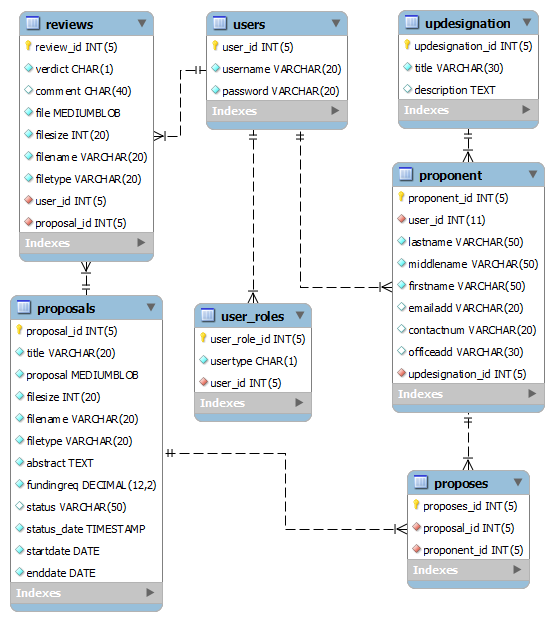 reviews
review_id INT(5)
verdict CHAR(1)
comment CHAR(40)
file MEDIUMBLOB
filesize INT(20)
filename VARCHAR(20)
filetype VARCHAR(20)
user_id INT(5)
proposal_id INT(5)
Indexes
users
user_id INT(5)
username VARCHAR(20)
password VARCHAR(20)
Indexes
updesignation
updesignation_id INT(5)
title VARCHAR(30)
description TEXT
Indexes
proponent
proponent_id INT(5)
user_id INT(11)
lastname VARCHAR(50)
middlename VARCHAR(50)
firstname VARCHAR(50)
emailadd VARCHAR(20)
contactnum VARCHAR(20)
officeadd VARCHAR(30)
updesignation_id INT(5)
Indexes
proposals
proposal_id INT(5)
title VARCHAR(20)
proposal MEDIUMBLOB
filesize INT(20)
filename VARCHAR(20)
filetype VARCHAR(20)
abstract TEXT
fundingreq DECIMAL(12,2)
status VARCHAR(50)
status_date TIMESTAMP
startdate DATE
enddate DATE
Indexes
user_roles
user_role_id INT(5)
usertype CHAR(1)
user_id INT(5)
Indexes
proposes
proposes_id INT(5)
proposal_id INT(5)
proponent_id INT(5)
Indexes